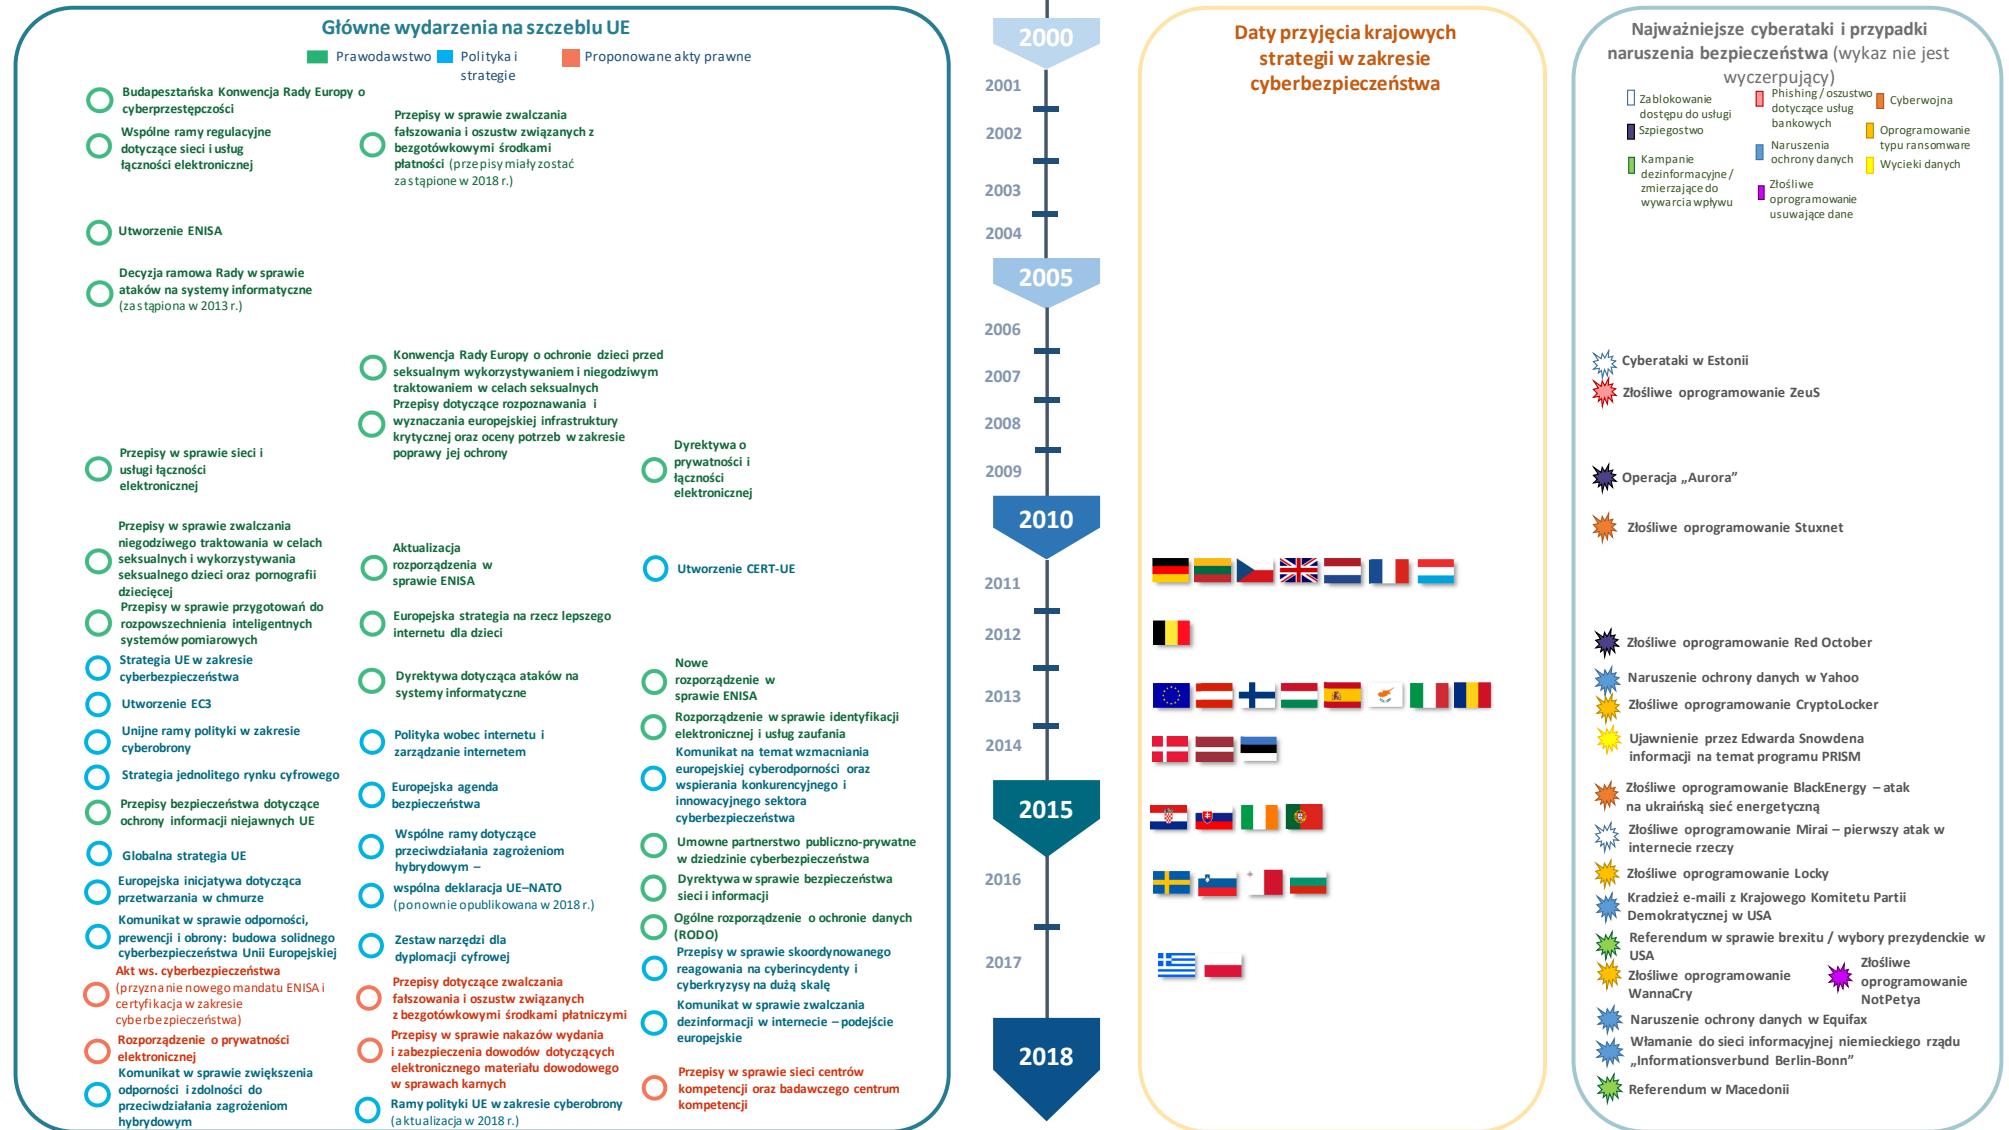 Główne wydarzenia na szczeblu UE
Prawodawstwo
Polityka i
strategie
Proponowane akty prawne
Budapesztańska Konwencja Rady Europy o
cyberprzestępczości
Wspólne ramy regulacyjne
dotyczące sieci i usług
łączności elektronicznej
Przepisy w sprawie zwalczania
fałszowania i oszustw związanych z
bezgotówkowymi środkami
płatności (przepisy miały zostać
zastąpione w 2018 r.)
Utworzenie ENISA
Decyzja ramowa Rady w sprawie
ataków na systemy informatyczne
(zastąpiona w 2013 r.)
Konwencja Rady Europy o ochronie dzieci przed
seksualnym wykorzystywaniem i niegodziwym
traktowaniem w celach seksualnych
Przepisy dotyczące rozpoznawania i
wyznaczania europejskiej infrastruktury
krytycznej oraz oceny potrzeb w zakresie
poprawy jej ochrony
Przepisy w sprawie sieci i
usługi łączności
elektronicznej
Dyrektywa o
prywatności i
łączności
elektronicznej
Przepisy w sprawie zwalczania
niegodziwego traktowania w celach
seksualnych i wykorzystywania
seksualnego dzieci oraz pornografii
dziecięcej
Aktualizacja
rozporządzenia w
sprawie ENISA
Utworzenie CERT-UE
Przepisy w sprawie przygotowań do
rozpowszechnienia inteligentnych
systemów pomiarowych
Europejska strategia na rzecz lepszego
internetu dla dzieci
Strategia UE w zakresie
cyberbezpieczeństwa
Dyrektywa dotycząca ataków na
systemy informatyczne
Nowe
rozporządzenie w
sprawie ENISA
Utworzenie EC3
Rozporządzenie w sprawie identyfikacji
elektronicznej i usług zaufania
Unijne ramy polityki w zakresie
cyberobrony
Polityka wobec internetu i
zarządzanie internetem
Komunikat na temat wzmacniania
europejskiej cyberodporności oraz
wspierania konkurencyjnego i
innowacyjnego sektora
cyberbezpieczeństwa
Strategia jednolitego rynku cyfrowego
Europejska agenda
bezpieczeństwa
Przepisy bezpieczeństwa dotyczące
ochrony informacji niejawnych UE
Wspólne ramy dotyczące
przeciwdziałania zagrożeniom
hybrydowym –
Umowne partnerstwo publiczno-prywatne
w dziedzinie cyberbezpieczeństwa
Globalna strategia UE
Europejska inicjatywa dotycząca
przetwarzania w chmurze
wspólna deklaracja UE–NATO
(ponownie opublikowana w 2018 r.)
Dyrektywa w sprawie bezpieczeństwa
sieci i informacji
Komunikat w sprawie odporności,
prewencji i obrony: budowa solidnego
cyberbezpieczeństwa Unii Europejskiej
Zestaw narzędzi dla
dyplomacji cyfrowej
Ogólne rozporządzenie o ochronie danych
(RODO)
Przepisy w sprawie skoordynowanego
reagowania na cyberincydenty i
cyberkryzysy na dużą skalę
Akt ws. cyberbezpieczeństwa
(przyznanie nowego mandatu ENISA i
certyfikacja w zakresie
cyberbezpieczeństwa)
Przepisy dotyczące zwalczania
fałszowania i oszustw związanych
z bezgotówkowymi środkami płatniczymi
Komunikat w sprawie zwalczania
dezinformacji w internecie – podejście
europejskie
Rozporządzenie o prywatności
elektronicznej
Przepisy w sprawie nakazów wydania
i zabezpieczenia dowodów dotyczących
elektronicznego materiału dowodowego
w sprawach karnych
Przepisy w sprawie sieci centrów
kompetencji oraz badawczego centrum
kompetencji
Komunikat w sprawie zwiększenia
odporności i zdolności do
przeciwdziałania zagrożeniom
hybrydowym
Ramy polityki UE w zakresie cyberobrony
(aktualizacja w 2018 r.)
2000
2001
2002
2003
2004
2005
2006
2007
2008
2009
2010
2011
2012
2013
2014
2015
2016
2017
2018
Daty przyjęcia krajowych
strategii w zakresie
cyberbezpieczeństwa
Najważniejsze cyberataki i przypadki
naruszenia bezpieczeństwa (wykaz nie jest
wyczerpujący)
Zablokowanie
dostępu do usługi
Phishing / oszustwo
dotyczące usług
bankowych
Cyberwojna
Szpiegostwo
Naruszenia
ochrony danych
Oprogramowanie
typu ransomware
Kampanie
dezinformacyjne /
zmierzające do
wywarcia wpływu
Złośliwe
oprogramowanie
usuwające dane
Wycieki danych
Cyberataki w Estonii
Złośliwe oprogramowanie ZeuS
Operacja „Aurora”
Złośliwe oprogramowanie Stuxnet
Złośliwe oprogramowanie Red October
Naruszenie ochrony danych w Yahoo
Złośliwe oprogramowanie CryptoLocker
Ujawnienie przez Edwarda Snowdena
informacji na temat programu PRISM
Złośliwe oprogramowanie BlackEnergy – atak
na ukraińską sieć energetyczną
Złośliwe oprogramowanie Mirai – pierwszy atak w
internecie rzeczy
Złośliwe oprogramowanie Locky
Kradzież e-maili z Krajowego Komitetu Partii
Demokratycznej w USA
Referendum w sprawie brexitu / wybory prezydenckie w
USA
Złośliwe oprogramowanie
WannaCry
Złośliwe
oprogramowanie
NotPetya
Naruszenie ochrony danych w Equifax
Włamanie do sieci informacyjnej niemieckiego rządu
„Informationsverbund Berlin-Bonn”
Referendum w Macedonii